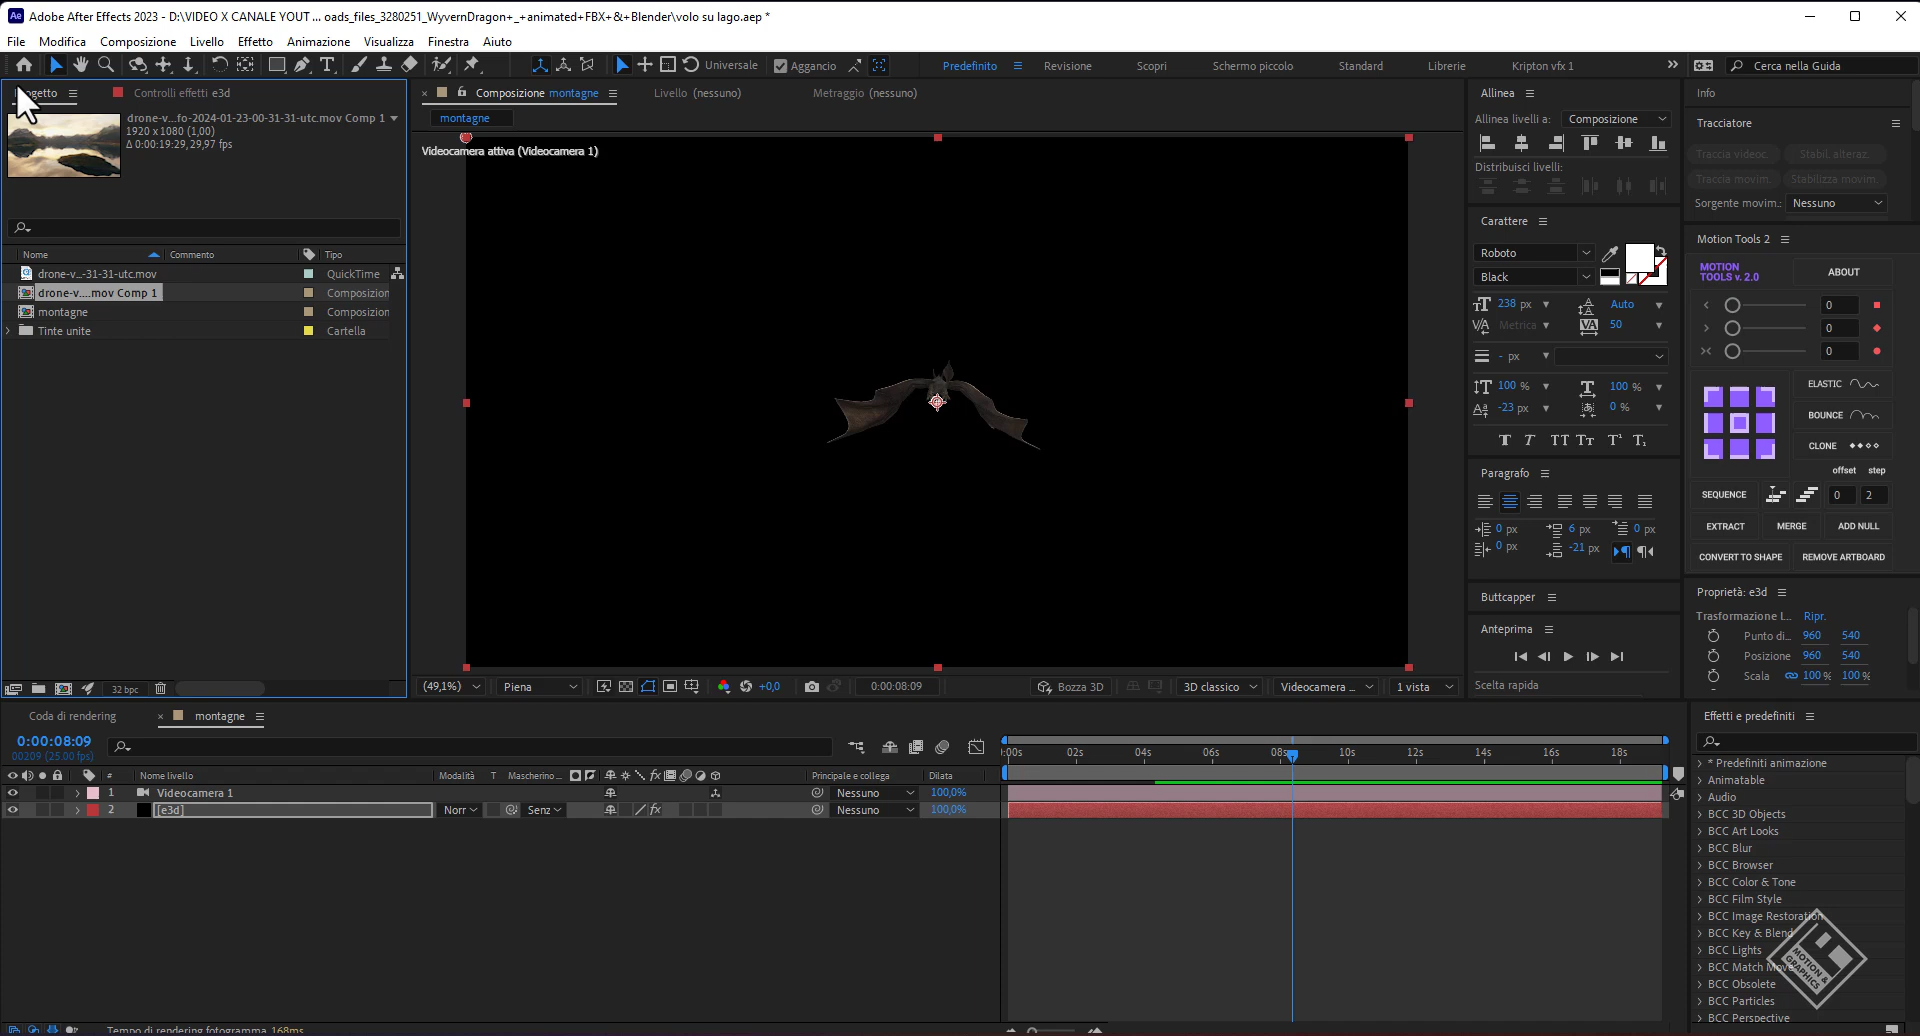 Adobe After Effects 2023 - D:\VIDEO X CANALE YOUT ... oads_files_3280251_WyvernDragon+_+animated+FBX+&+Blender\volo su lago.aep *
File Modifica Composizione Livello Effetto Animazione Visualizza Finestra Aiuto
Universale Aggancio Predefinito Revisione Scopri Schermo piccolo Standard Librerie Kripton vfx 1 Cerca nella Guida
ogetto Controlli effetti e3d
drone-v...fo-2024-01-23-00-31-31-utc.mov Comp 1
1920 x 1080 (1,00)
Δ 0:00:19:29, 29,97 fps
Nome Commento Tipo
drone-v...-31-31-utc.mov QuickTime
drone-v....mov Comp 1 Composizion
montagne Composizion
Tinte unite Cartella
32 bpc
Composizione montagne Livello (nessuno) Metraggio (nessuno)
montagne
Videocamera attiva (Videocamera 1)
(49,1%) Piena +0,0 0:00:08:09 Bozza 3D 3D classico Videocamera ... 1 vista
Allinea
Allinea livelli a: Composizione
Distribuisci livelli:
Carattere
Roboto
Black
238 px Auto
Metrica 50
- px
100 % 100 %
-23 px 0 %
T T TT Tт T¹ T₁
Paragrafo
0 px 6 px 0 px
0 px -21 px
Buttcapper
Anteprima
Scelta rapida
Info
Tracciatore
Traccia videoc. Stabil. alteraz.
Traccia movim. Stabilizza movim.
Sorgente movim.: Nessuno
Motion Tools 2
MOTION
TOOLS v. 2.0
ABOUT
0
0
0
ELASTIC
BOUNCE
CLONE
offset step
SEQUENCE 0 2
EXTRACT MERGE ADD NULL
CONVERT TO SHAPE REMOVE ARTBOARD
Proprietà: e3d
Trasformazione l... Ripr.
Punto di... 960 540
Posizione 960 540
Scala 100 % 100 %
Coda di rendering montagne
0:00:08:09
00209 (25.00 fps)
# Nome livello Modalità T Mascherino ... Principale e collega Dilata
1 Videocamera 1 Nessuno 100,0%
2 [e3d] Norr Senz Nessuno 100,0%
:00s 02s 04s 06s 08s 10s 12s 14s 16s 18s
Tempo di rendering fotogramma 168ms
Effetti e predefiniti
* Predefiniti animazione
Animatable
Audio
BCC 3D Objects
BCC Art Looks
BCC Blur
BCC Browser
BCC Color & Tone
BCC Film Style
BCC Image Restoration
BCC Key & Blend
BCC Lights
BCC Match Move
BCC Obsolete
BCC Particles
BCC Perspective
MOTION &
GRAPHICS